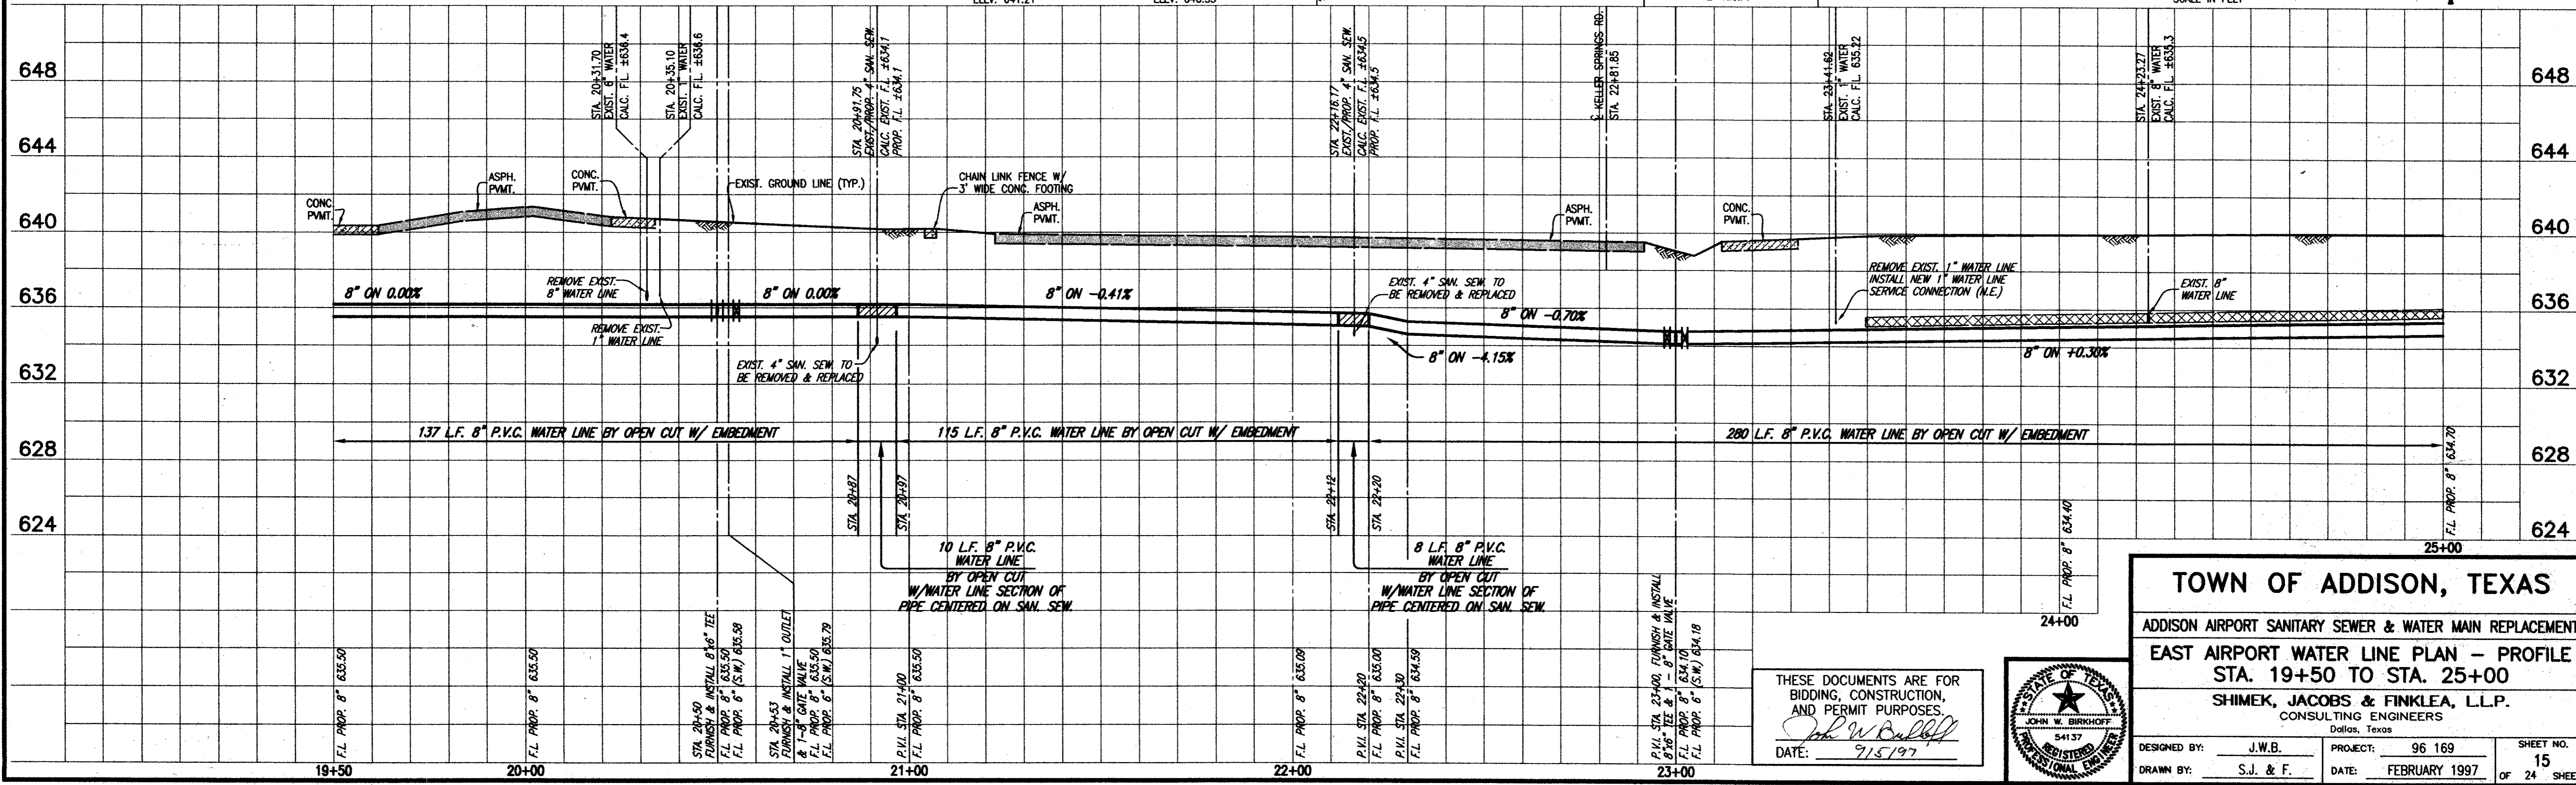 ELEV. 641.21
SCALE IN FEET
648
644
640
636
632
628
624
648
644
640
636
632
628
624
STA. 20+31.70
EXIST. 6" WATER
CALC. F.L. ±636.4
STA. 20+35.10
EXIST. 1" WATER
CALC. F.L. ±636.6
STA. 20+91.75
EXIST./PROP. 4" SAN. SEW.
CALC. EXIST. F.L. ±634.1
PROP. F.L. ±634.1
STA. 22+16.17
EXIST./PROP. 4" SAN. SEW.
CALC. EXIST. F.L. ±634.5
PROP. F.L. ±634.5
℄ KELLER SPRINGS RD.
STA. 22+81.85
STA. 23+41.62
EXIST. 1" WATER
CALC. F.L. 635.22
STA. 24+23.27
EXIST. 8" WATER
CALC. F.L. ±635.3
CONC.
PVMT.
ASPH.
PVMT.
CONC.
PVMT.
EXIST. GROUND LINE (TYP.)
CHAIN LINK FENCE W/
3' WIDE CONC. FOOTING
ASPH.
PVMT.
ASPH.
PVMT.
CONC.
PVMT.
8" ON 0.00%
REMOVE EXIST.
8" WATER LINE
REMOVE EXIST.
1" WATER LINE
8" ON 0.00%
EXIST. 4" SAN. SEW. TO
BE REMOVED & REPLACED
8" ON -0.41%
EXIST. 4" SAN. SEW. TO
BE REMOVED & REPLACED
8" ON -0.70%
8" ON -4.15%
REMOVE EXIST. 1" WATER LINE
INSTALL NEW 1" WATER LINE
SERVICE CONNECTION (N.E.)
EXIST. 8"
WATER LINE
8" ON +0.30%
137 L.F. 8" P.V.C. WATER LINE BY OPEN CUT W/ EMBEDMENT
115 L.F. 8" P.V.C. WATER LINE BY OPEN CUT W/ EMBEDMENT
280 L.F. 8" P.V.C. WATER LINE BY OPEN CUT W/ EMBEDMENT
STA. 20+87
STA. 20+97
STA. 22+12
STA. 22+20
10 L.F. 8" P.V.C.
WATER LINE
BY OPEN CUT
W/WATER LINE SECTION OF
PIPE CENTERED ON SAN. SEW.
8 L.F. 8" P.V.C.
WATER LINE
BY OPEN CUT
W/WATER LINE SECTION OF
PIPE CENTERED ON SAN. SEW.
F.L. PROP. 8" 635.50
F.L. PROP. 8" 635.50
STA. 20+50
FURNISH & INSTALL 8"x6" TEE
F.L. PROP. 8" 635.50
F.L. PROP. 6" (S.W.) 635.58
STA. 20+53
FURNISH & INSTALL 1" OUTLET
& 1-8" GATE VALVE
F.L. PROP. 8" 635.50
F.L. PROP. 6" (S.W.) 635.79
P.V.I. STA. 21+00
F.L. PROP. 8" 635.50
F.L. PROP. 8" 635.09
P.V.I. STA. 22+20
F.L. PROP. 8" 635.00
P.V.I. STA. 22+30
F.L. PROP. 8" 634.59
P.V.I. STA. 23+00, FURNISH & INSTALL
8"x6" TEE & 1 - 8" GATE VALVE
F.L. PROP. 8" 634.10
F.L. PROP. 6" (S.W.) 634.18
F.L. PROP. 8" 634.40
F.L. PROP. 8" 634.70
19+50
20+00
21+00
22+00
23+00
24+00
25+00
THESE DOCUMENTS ARE FOR
BIDDING, CONSTRUCTION,
AND PERMIT PURPOSES.
DATE: 9/5/97
STATE OF TEXAS
JOHN W. BIRKHOFF
54137
REGISTERED
PROFESSIONAL ENGINEER
TOWN OF ADDISON, TEXAS
ADDISON AIRPORT SANITARY SEWER & WATER MAIN REPLACEMENT
EAST AIRPORT WATER LINE PLAN – PROFILE
STA. 19+50 TO STA. 25+00
SHIMEK, JACOBS & FINKLEA, L.L.P.
CONSULTING ENGINEERS
Dallas, Texas
DESIGNED BY: J.W.B.
DRAWN BY: S.J. & F.
PROJECT: 96 169
DATE: FEBRUARY 1997
SHEET NO.
15
OF 24 SHEE